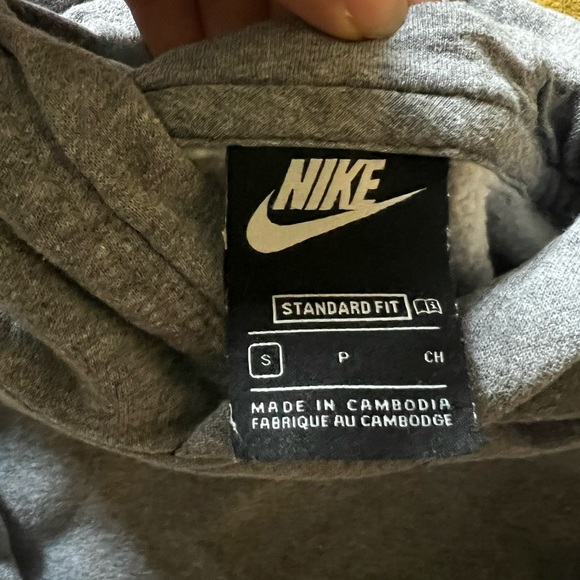 NIKE
STANDARD FIT
S P CH
MADE IN CAMBODIA
FABRIQUE AU CAMBODGE